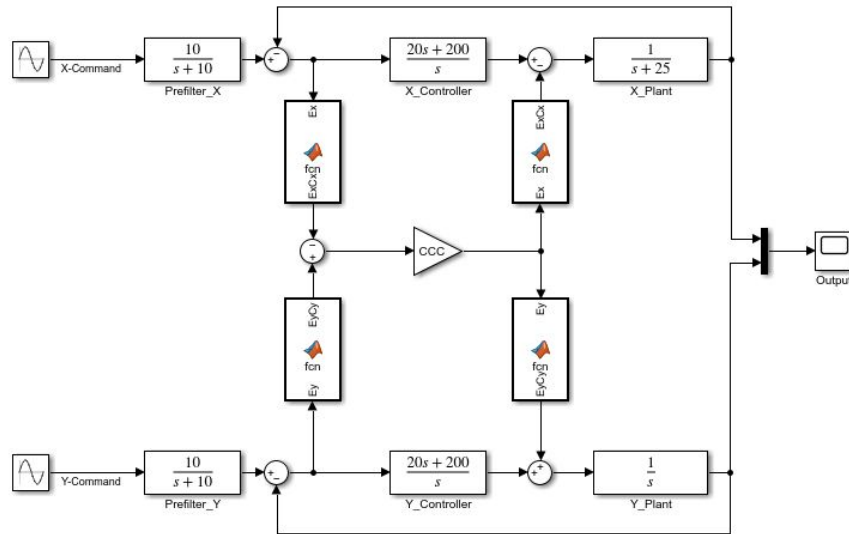 X-Command
10
s + 10
Prefilter_X
+
−
20s + 200
s
X_Controller
+
−
1
s + 25
X_Plant
Ex
fcn
ExCx
ExCx
fcn
Ex
−
+
CCC
Output
EyCy
fcn
Ey
Ey
fcn
EyCy
Y-Command
10
s + 10
Prefilter_Y
+
−
20s + 200
s
Y_Controller
+
+
1
s
Y_Plant